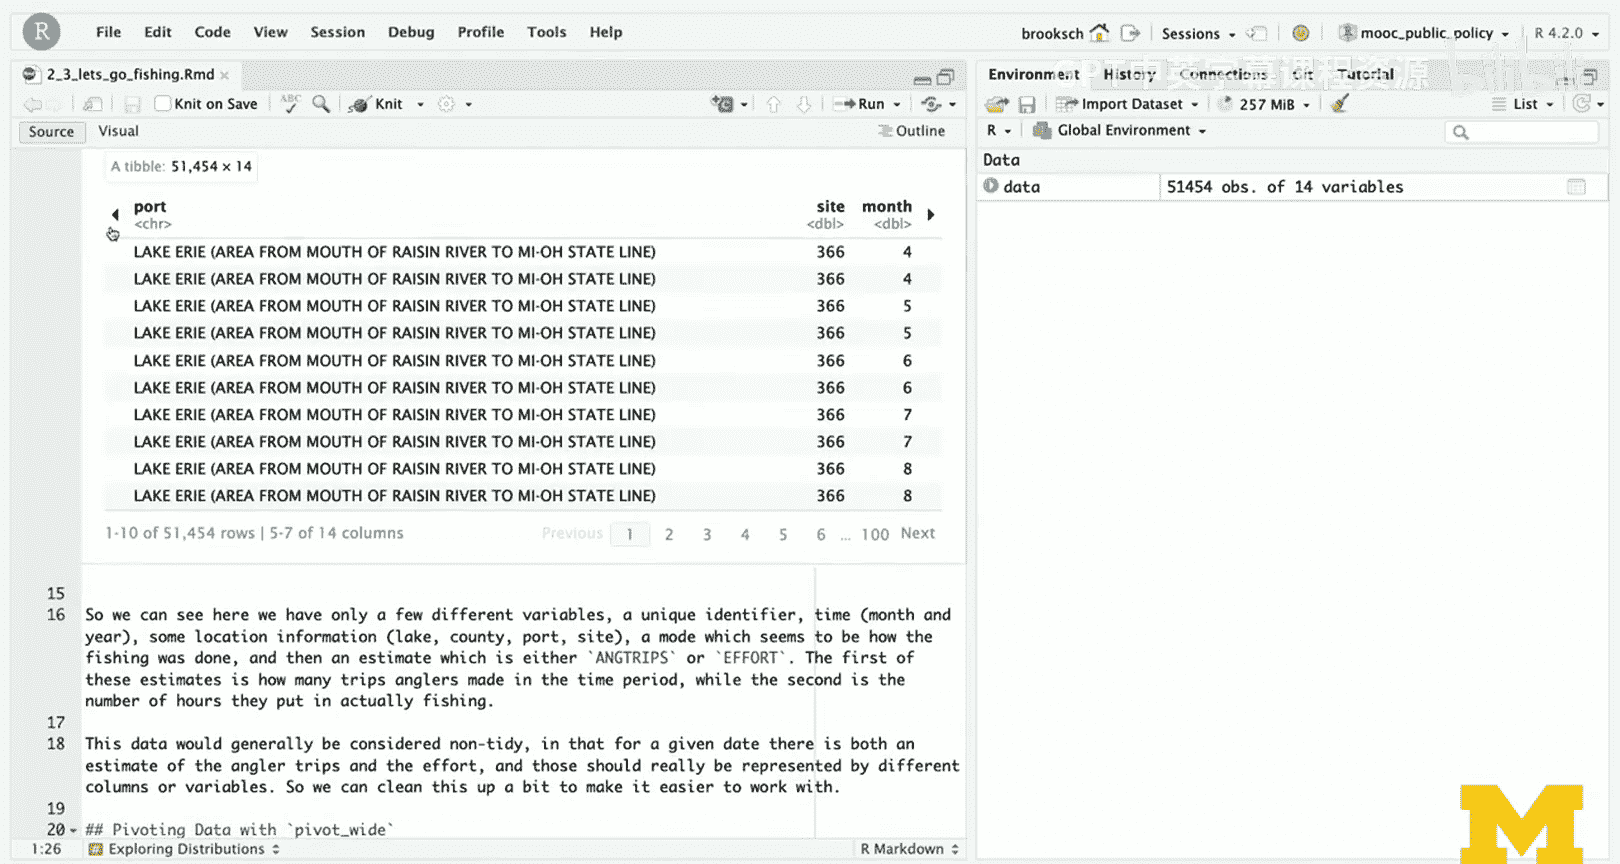 R File Edit Code View Session Debug Profile Tools Help brooksch Sessions mooc_public_policy R 4.2.0
2_3_lets_go_fishing.Rmd
Knit on Save ABC Knit Run
Source Visual Outline
A tibble: 51,454 × 14
port site month
<chr> <dbl> <dbl>
LAKE ERIE (AREA FROM MOUTH OF RAISIN RIVER TO MI-OH STATE LINE) 366 4
LAKE ERIE (AREA FROM MOUTH OF RAISIN RIVER TO MI-OH STATE LINE) 366 4
LAKE ERIE (AREA FROM MOUTH OF RAISIN RIVER TO MI-OH STATE LINE) 366 5
LAKE ERIE (AREA FROM MOUTH OF RAISIN RIVER TO MI-OH STATE LINE) 366 5
LAKE ERIE (AREA FROM MOUTH OF RAISIN RIVER TO MI-OH STATE LINE) 366 6
LAKE ERIE (AREA FROM MOUTH OF RAISIN RIVER TO MI-OH STATE LINE) 366 6
LAKE ERIE (AREA FROM MOUTH OF RAISIN RIVER TO MI-OH STATE LINE) 366 7
LAKE ERIE (AREA FROM MOUTH OF RAISIN RIVER TO MI-OH STATE LINE) 366 7
LAKE ERIE (AREA FROM MOUTH OF RAISIN RIVER TO MI-OH STATE LINE) 366 8
LAKE ERIE (AREA FROM MOUTH OF RAISIN RIVER TO MI-OH STATE LINE) 366 8
1-10 of 51,454 rows | 5-7 of 14 columns Previous 1 2 3 4 5 6 ... 100 Next
15
16 So we can see here we have only a few different variables, a unique identifier, time (month and
year), some location information (lake, county, port, site), a mode which seems to be how the
fishing was done, and then an estimate which is either `ANGTRIPS` or `EFFORT`. The first of
these estimates is how many trips anglers made in the time period, while the second is the
number of hours they put in actually fishing.
17
18 This data would generally be considered non-tidy, in that for a given date there is both an
estimate of the angler trips and the effort, and those should really be represented by different
columns or variables. So we can clean this up a bit to make it easier to work with.
19
20 ## Pivoting Data with `pivot_wide`
1:26 Exploring Distributions R Markdown
Environment History Connections Git Tutorial
Import Dataset 257 MiB List
R Global Environment
Data
data 51454 obs. of 14 variables
M